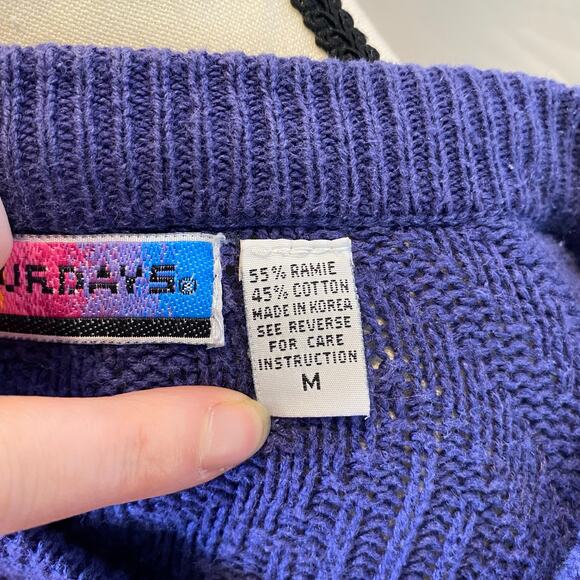 URDAYS®
55% RAMIE
45% COTTON
MADE IN KOREA
SEE REVERSE
FOR CARE
INSTRUCTION
M